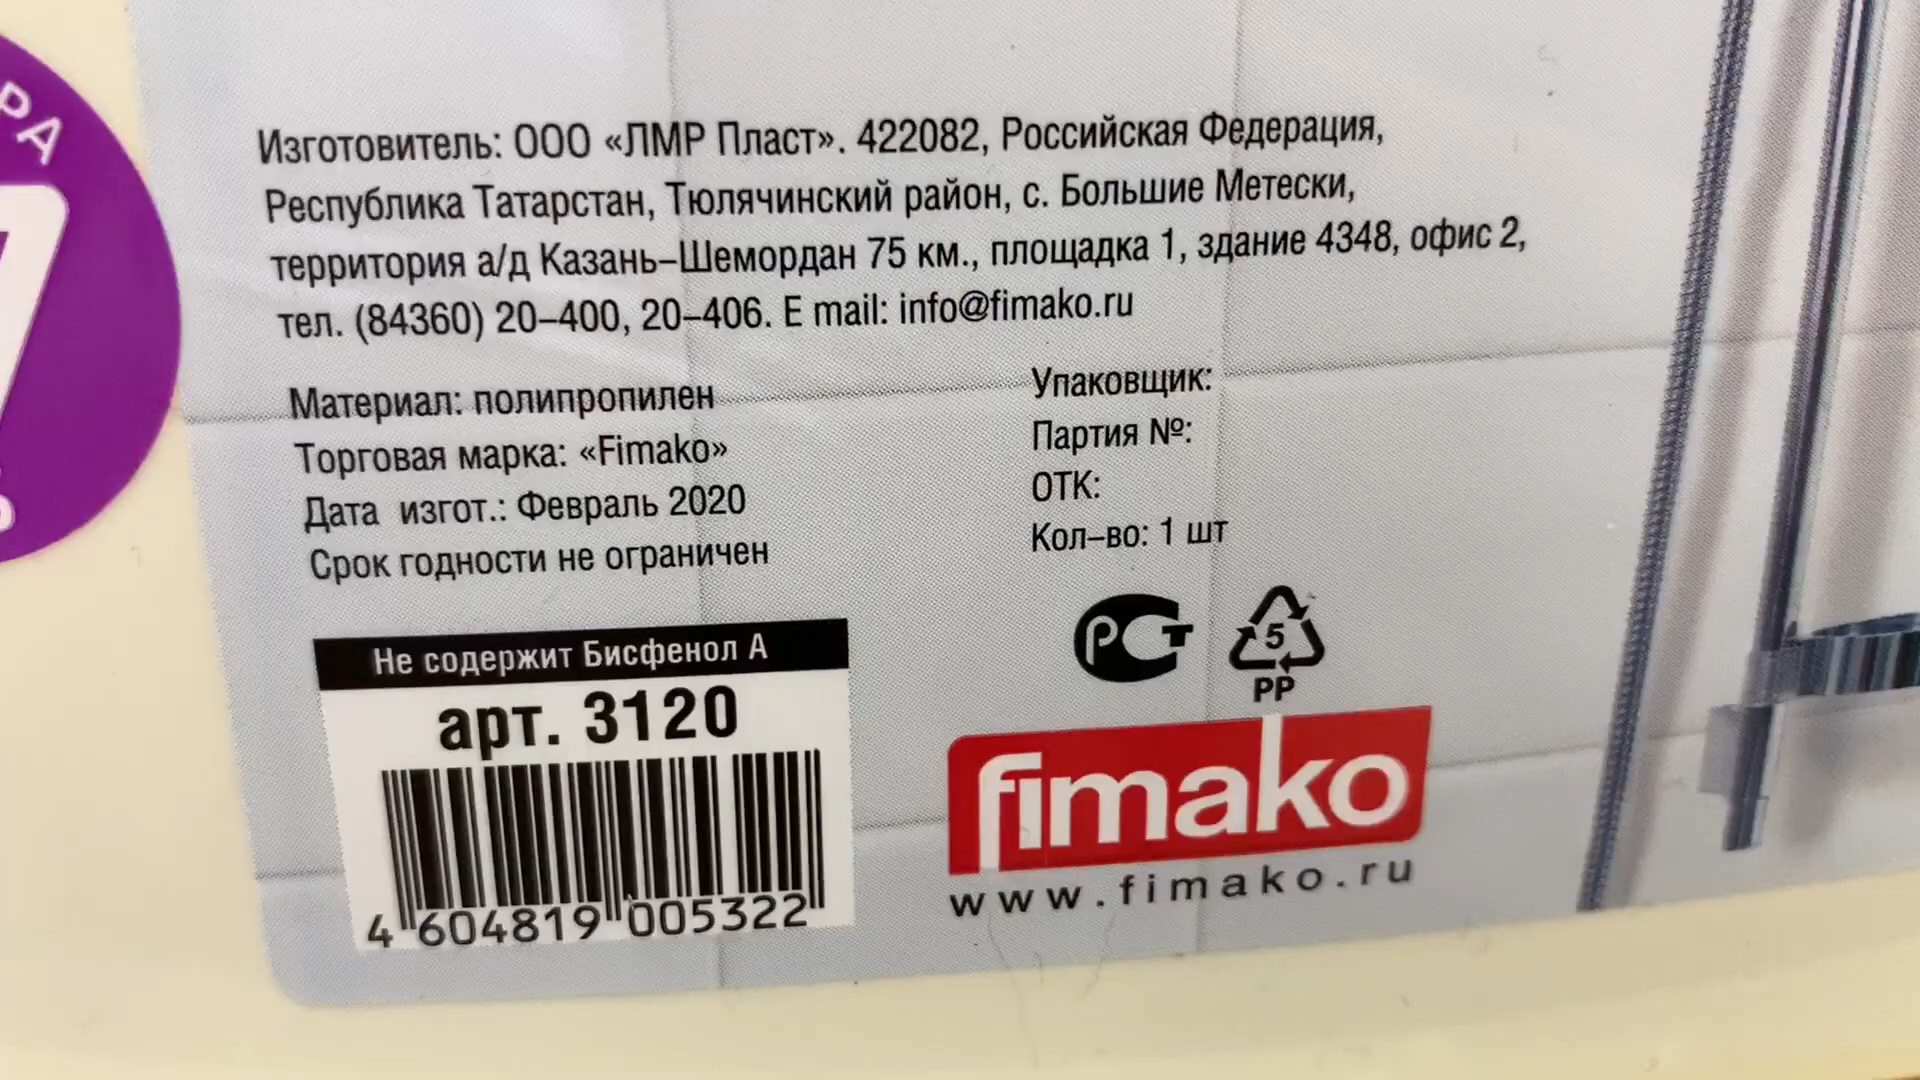 Изготовитель: ООО «ЛМР Пласт». 422082, Российская Федерация,
Республика Татарстан, Тюлячинский район, с. Большие Метески,
территория а/д Казань–Шемордан 75 км., площадка 1, здание 4348, офис 2,
тел. (84360) 20–400, 20–406. E mail: info@fimako.ru
Материал: полипропилен
Торговая марка: «Fimako»
Дата изгот.: Февраль 2020
Срок годности не ограничен
Упаковщик:
Партия №:
ОТК:
Кол–во: 1 шт
Не содержит Бисфенол А
арт. 3120
4 604819 005322
РСТ
5
PP
fimako
www.fimako.ru